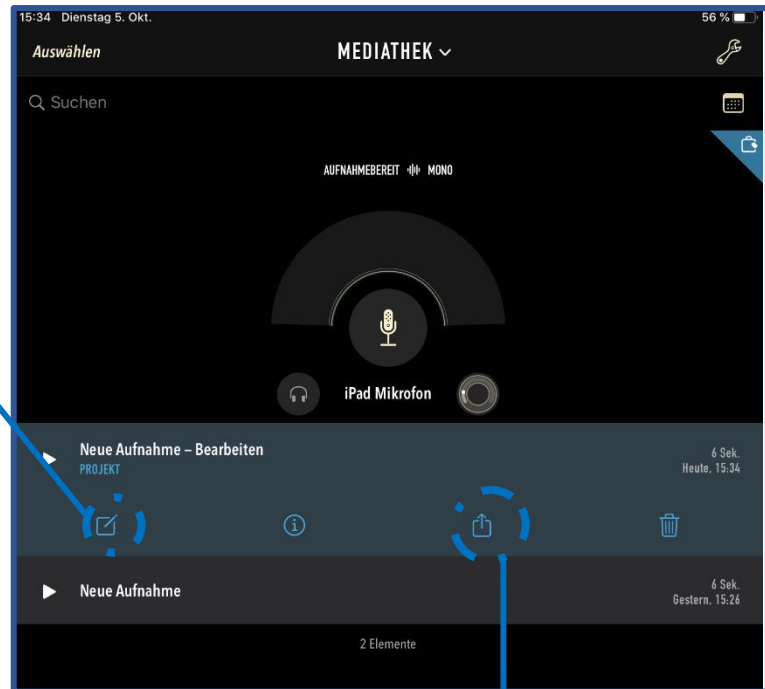 15:34 Dienstag 5. Okt. 56 %
Auswählen MEDIATHEK
Suchen
AUFNAHMEBEREIT MONO
iPad Mikrofon
Neue Aufnahme – Bearbeiten 6 Sek.
PROJEKT Heute, 15:34
Neue Aufnahme 6 Sek.
Gestern, 15:26
2 Elemente